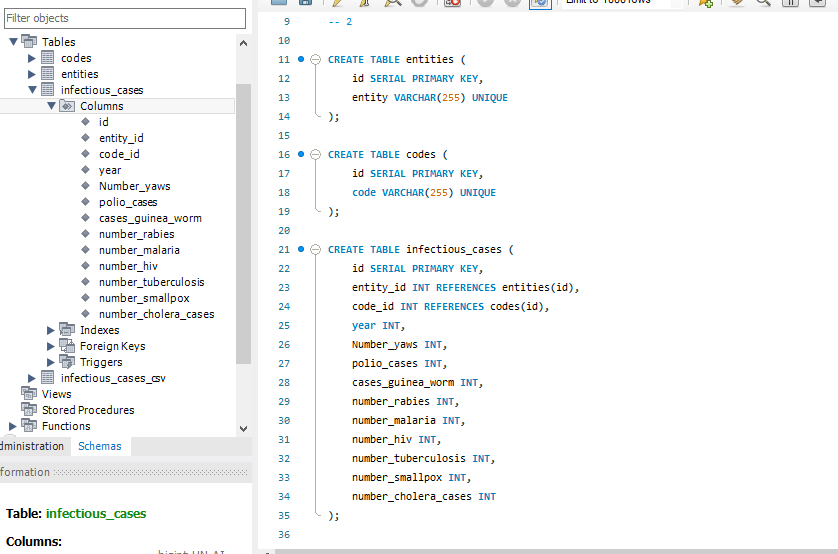 Filter objects
Tables
codes
entities
infectious_cases
Columns
id
entity_id
code_id
year
Number_yaws
polio_cases
cases_guinea_worm
number_rabies
number_malaria
number_hiv
number_tuberculosis
number_smallpox
number_cholera_cases
Indexes
Foreign Keys
Triggers
infectious_cases_csv
Views
Stored Procedures
Functions
dministration Schemas
formation
Table: infectious_cases
Columns:
9 -- 2
10
11 CREATE TABLE entities (
12 id SERIAL PRIMARY KEY,
13 entity VARCHAR(255) UNIQUE
14 );
15
16 CREATE TABLE codes (
17 id SERIAL PRIMARY KEY,
18 code VARCHAR(255) UNIQUE
19 );
20
21 CREATE TABLE infectious_cases (
22 id SERIAL PRIMARY KEY,
23 entity_id INT REFERENCES entities(id),
24 code_id INT REFERENCES codes(id),
25 year INT,
26 Number_yaws INT,
27 polio_cases INT,
28 cases_guinea_worm INT,
29 number_rabies INT,
30 number_malaria INT,
31 number_hiv INT,
32 number_tuberculosis INT,
33 number_smallpox INT,
34 number_cholera_cases INT
35 );
36